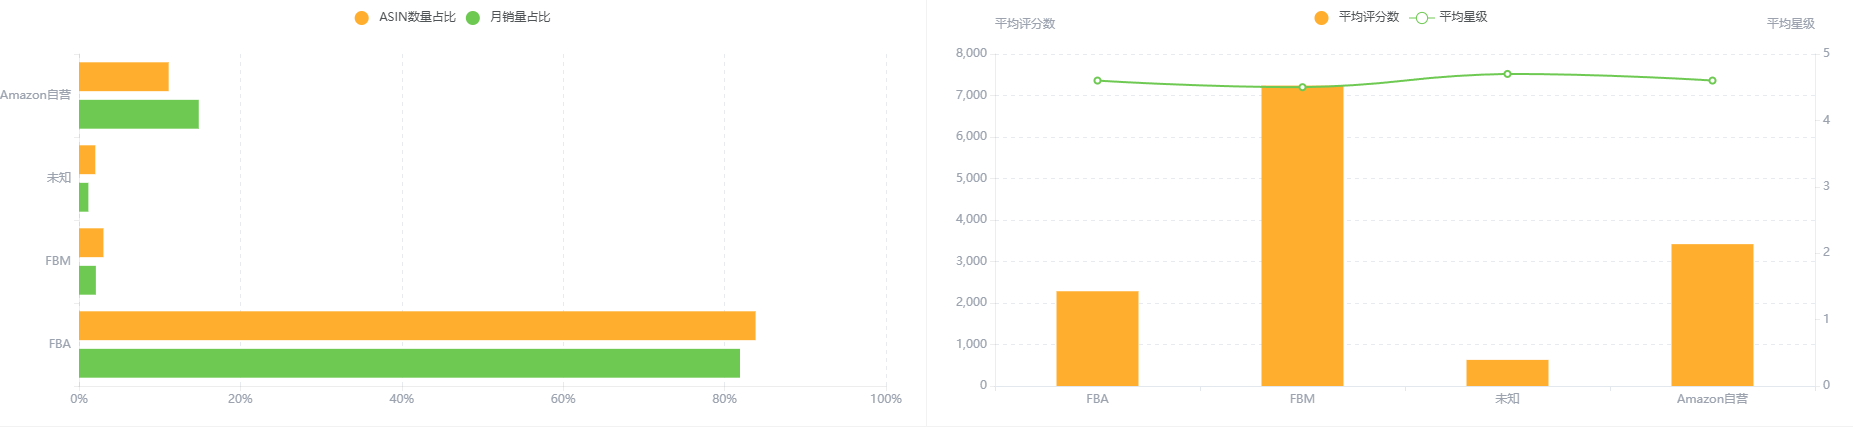 ASIN数量占比 月销量占比
Amazon自营
未知
FBM
FBA
0% 20% 40% 60% 80% 100%
平均评分数 平均星级
平均评分数 平均星级
8,000
7,000
6,000
5,000
4,000
3,000
2,000
1,000
0
5
4
3
2
1
0
FBA FBM 未知 Amazon自营